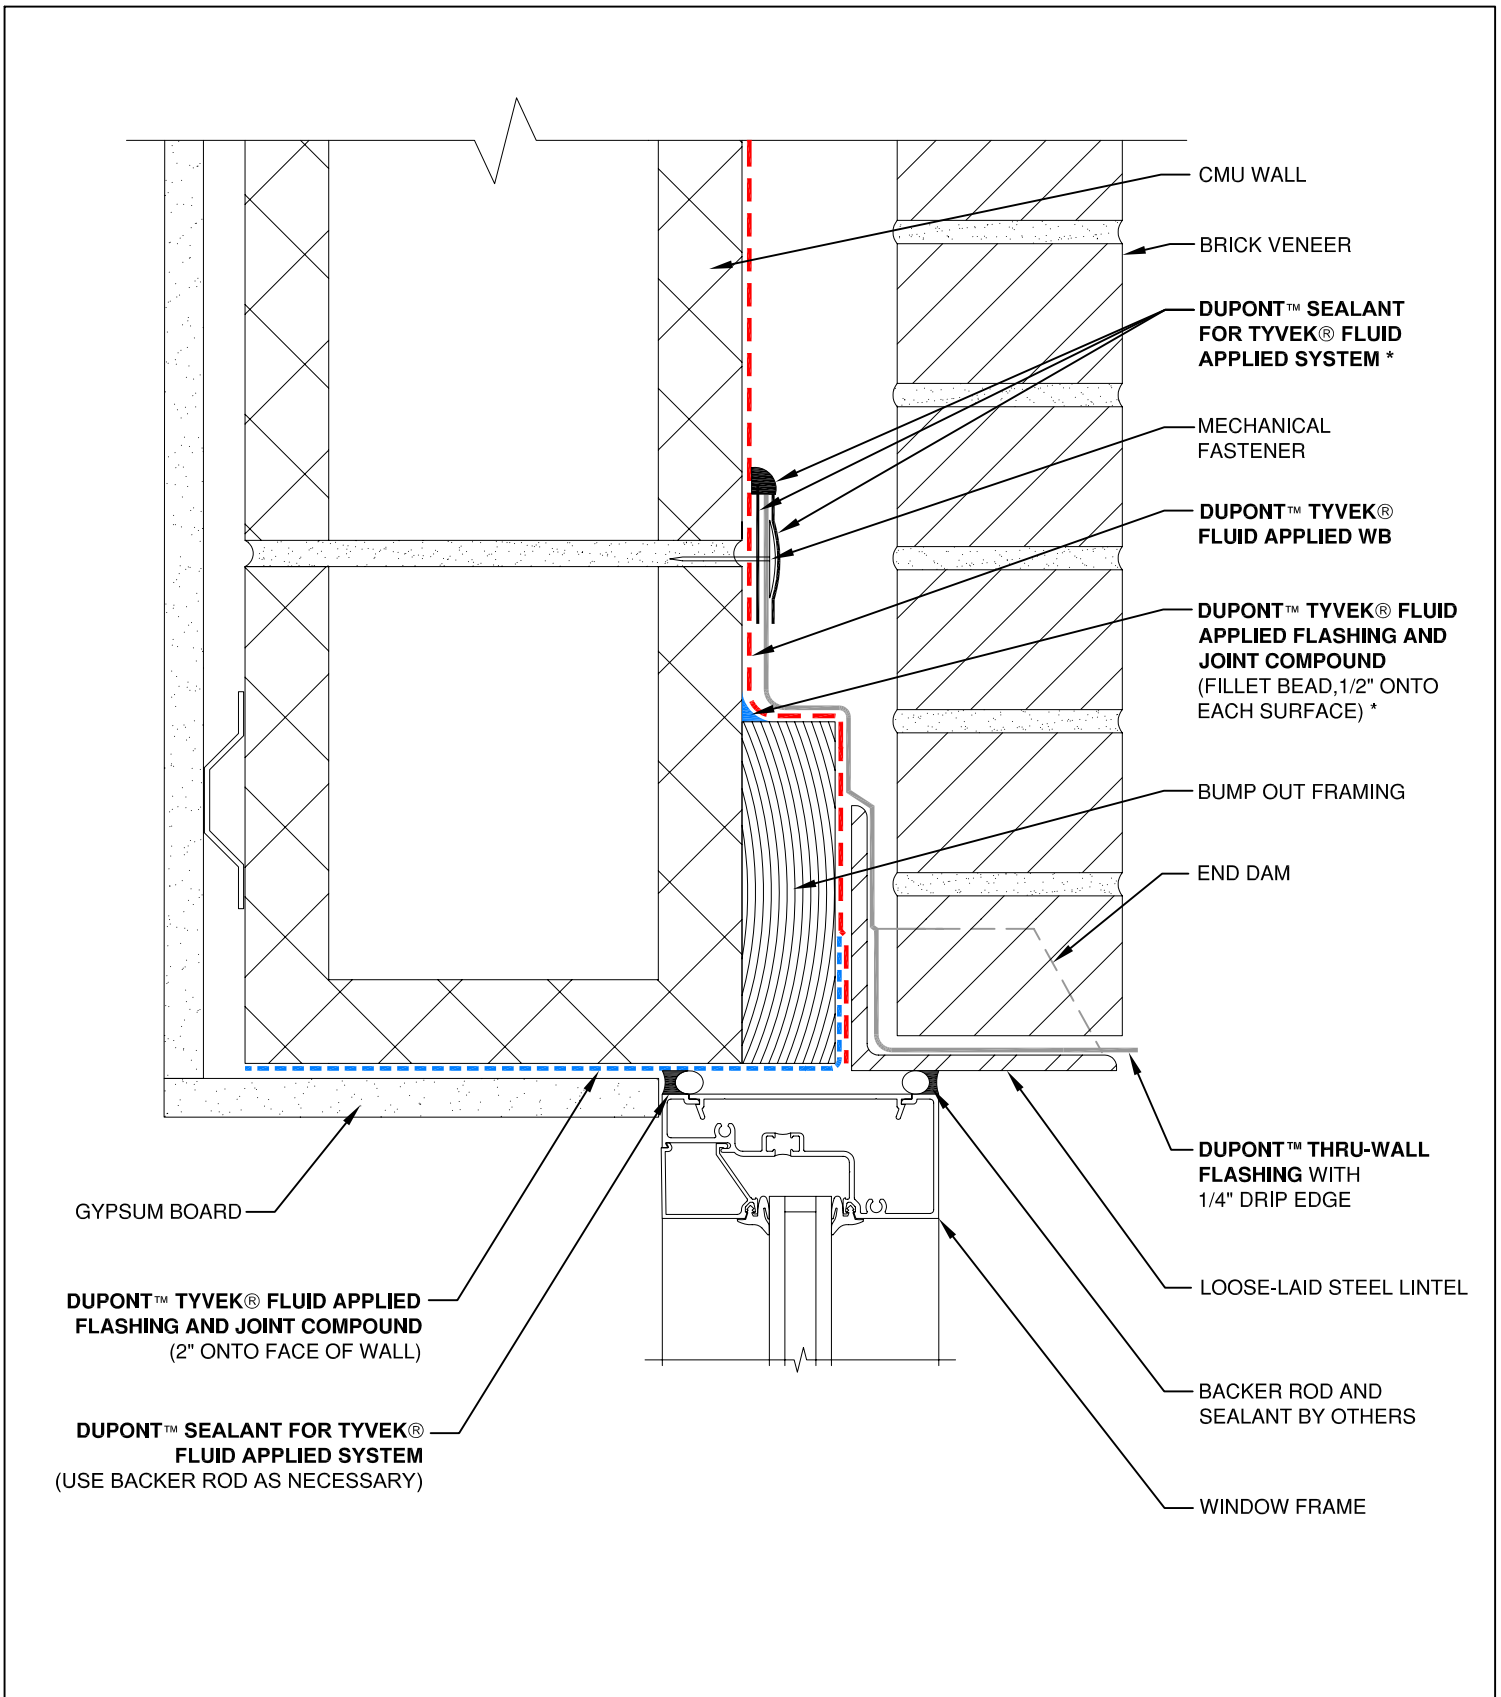 CMU WALL
BRICK VENEER
DUPONT™ SEALANT
FOR TYVEK® FLUID
APPLIED SYSTEM *
MECHANICAL
FASTENER
DUPONT™ TYVEK®
FLUID APPLIED WB
DUPONT™ TYVEK® FLUID
APPLIED FLASHING AND
JOINT COMPOUND
(FILLET BEAD,1/2" ONTO
EACH SURFACE) *
BUMP OUT FRAMING
END DAM
DUPONT™ THRU-WALL
FLASHING WITH
1/4" DRIP EDGE
GYPSUM BOARD
LOOSE-LAID STEEL LINTEL
DUPONT™ TYVEK® FLUID APPLIED
FLASHING AND JOINT COMPOUND
(2" ONTO FACE OF WALL)
BACKER ROD AND
SEALANT BY OTHERS
DUPONT™ SEALANT FOR TYVEK®
FLUID APPLIED SYSTEM
(USE BACKER ROD AS NECESSARY)
WINDOW FRAME